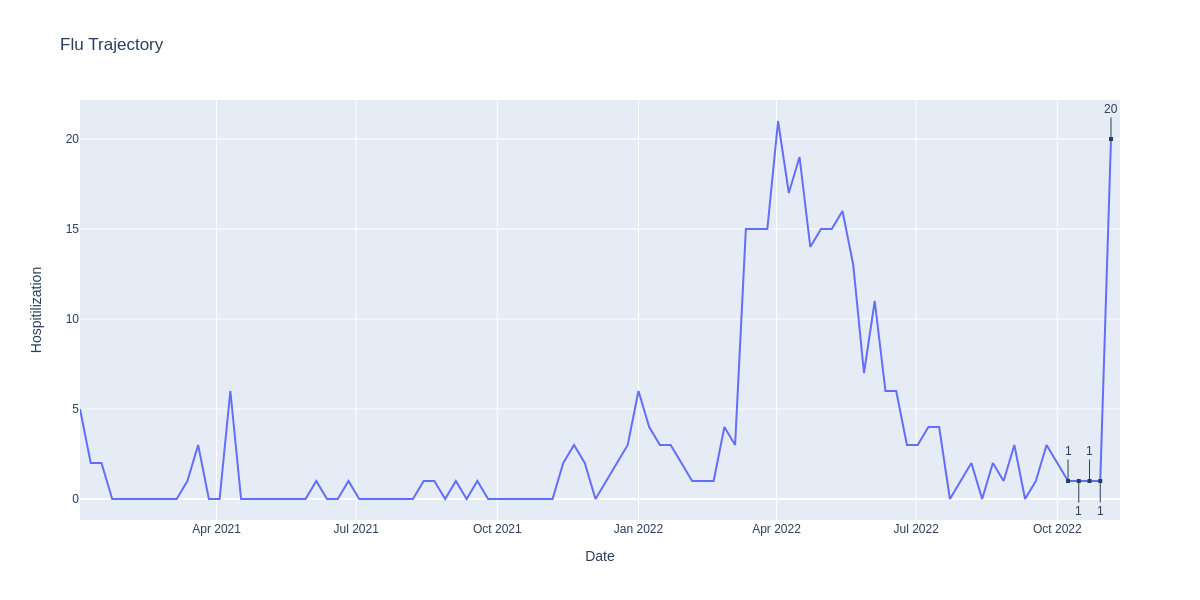 Flu Trajectory
20
20
15
10
5
0
1
1
1
1
Apr 2021
Jul 2021
Oct 2021
Jan 2022
Apr 2022
Jul 2022
Oct 2022
Date
Hospitilization